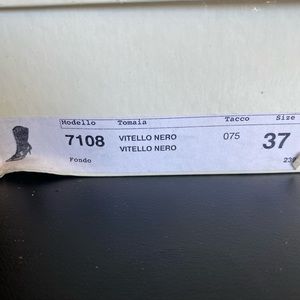 Modello Tomaia Tacco Size
7108 VITELLO NERO 075 37
VITELLO NERO
Fondo